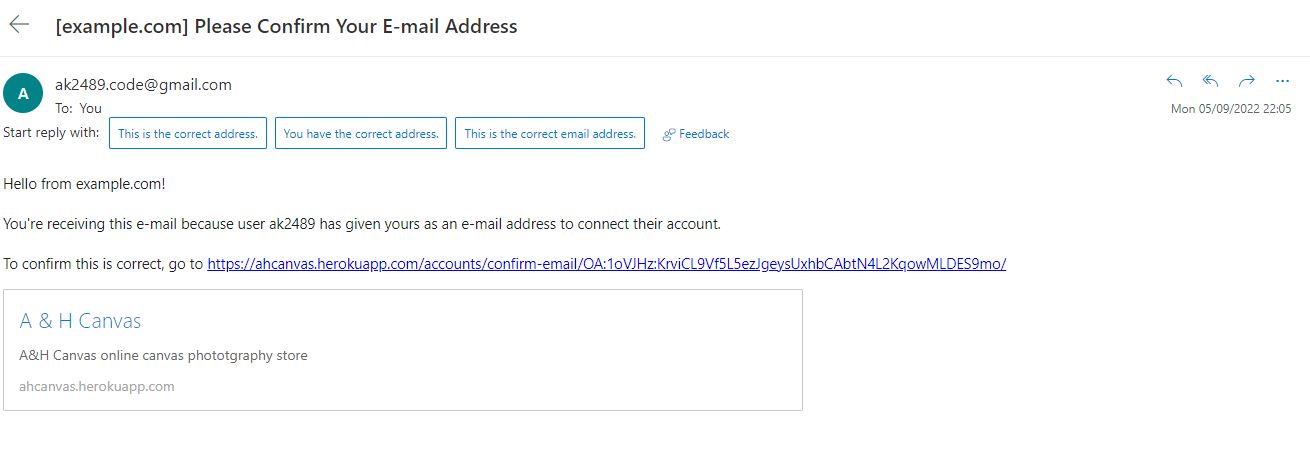 [example.com] Please Confirm Your E-mail Address
A
ak2489.code@gmail.com
To: You
Mon 05/09/2022 22:05
Start reply with: This is the correct address. You have the correct address. This is the correct email address. Feedback
Hello from example.com!
You're receiving this e-mail because user ak2489 has given yours as an e-mail address to connect their account.
To confirm this is correct, go to https://ahcanvas.herokuapp.com/accounts/confirm-email/OA:1oVJHz:KrviCL9Vf5L5ezJgeysUxhbCAbtN4L2KqowMLDES9mo/
A & H Canvas
A&H Canvas online canvas phototgraphy store
ahcanvas.herokuapp.com